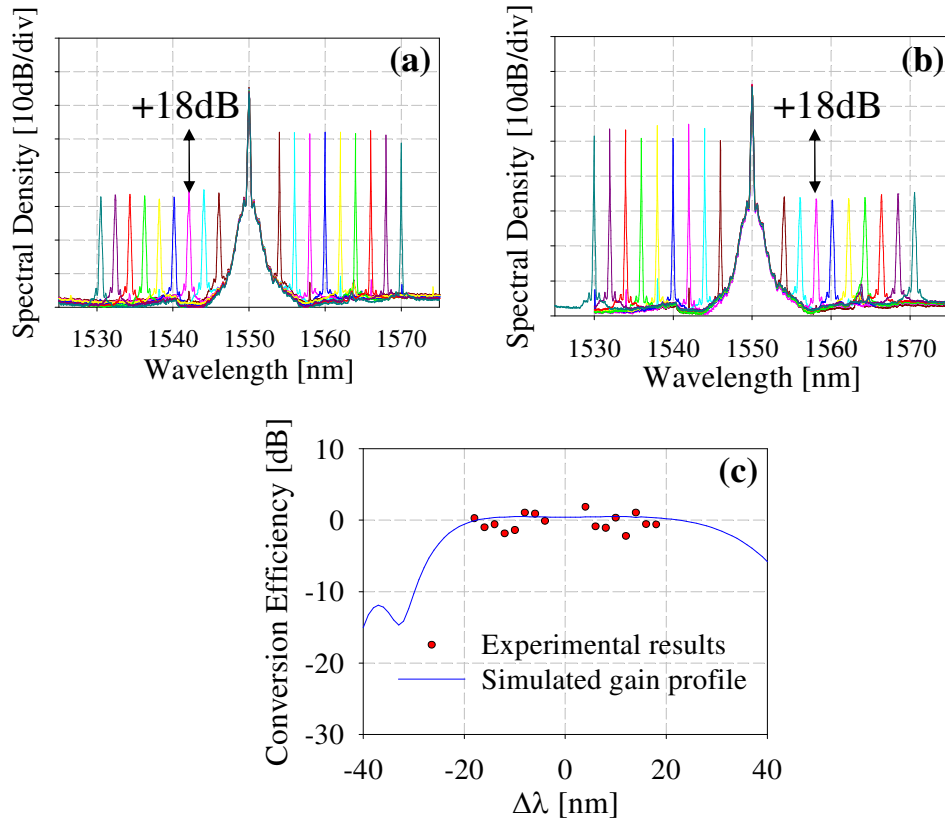 (a)
+18dB
Spectral Density [10dB/div]
1530 1540 1550 1560 1570
Wavelength [nm]
(b)
+18dB
Spectral Density [10dB/div]
1530 1540 1550 1560 1570
Wavelength [nm]
(c)
Conversion Efficiency [dB]
10
0
-10
-20
-30
Experimental results
Simulated gain profile
-40 -20 0 20 40
Δλ [nm]